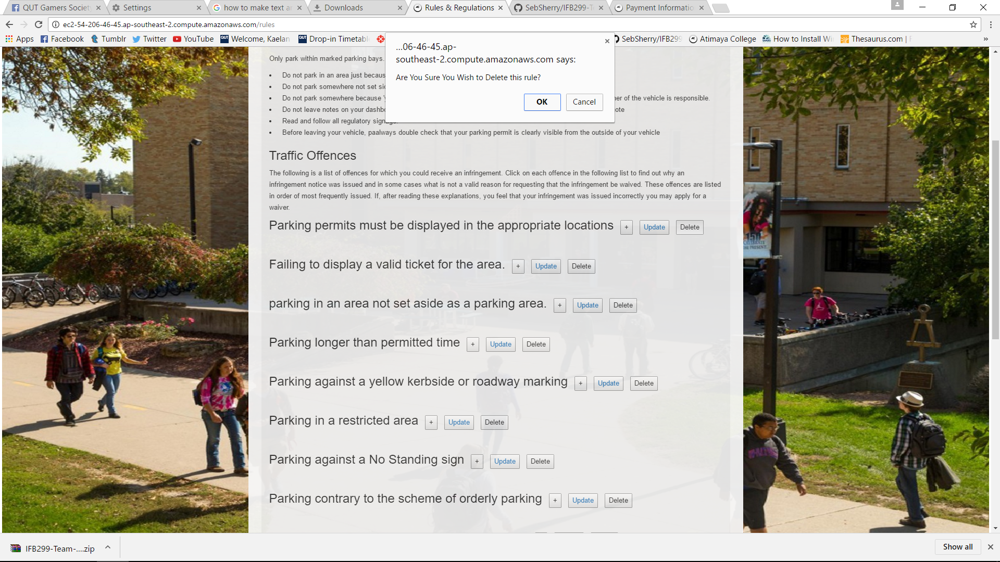 QUT Gamers Society
Settings
how to make text a
Downloads
Rules & Regulations
SebSherry/IFB299-T
Payment Informatio
ec2-54-206-46-45.ap-southeast-2.compute.amazonaws.com/rules
Apps
Facebook
Tumblr
Twitter
YouTube
QUT Welcome, Kaelan
QUT Drop-in Timetabl
SebSherry/IFB299
Atimaya College
How to Install Wi
Thesaurus.com |
...06-46-45.ap-
southeast-2.compute.amazonaws.com says:
Are You Sure You Wish to Delete this rule?
OK
Cancel
Only park within marked parking bays.
• Do not park in an area just becaus
• Do not park somewhere not set sid
• Do not park somewhere because 'y
ner of the vehicle is responsible.
• Do not leave notes on your dashbo
ote
• Read and follow all regulatory signage.
• Before leaving your vehicle, paalways double check that your parking permit is clearly visible from the outside of your vehicle
Traffic Offences
The following is a list of offences for which you could receive an infringement. Click on each offence in the following list to find out why an
infringement notice was issued and in some cases what is not a valid reason for requesting that the infringement be waived. These offences are listed
in order of most frequently issued. If, after reading these explanations, you feel that your infringement was issued incorrectly you may apply for a
waiver.
Parking permits must be displayed in the appropriate locations + Update Delete
Failing to display a valid ticket for the area. + Update Delete
parking in an area not set aside as a parking area. + Update Delete
Parking longer than permitted time + Update Delete
Parking against a yellow kerbside or roadway marking + Update Delete
Parking in a restricted area + Update Delete
Parking against a No Standing sign + Update Delete
Parking contrary to the scheme of orderly parking + Update Delete
150
CELEBRATE
THE PRESENT.
IFB299-Team-....zip
Show all